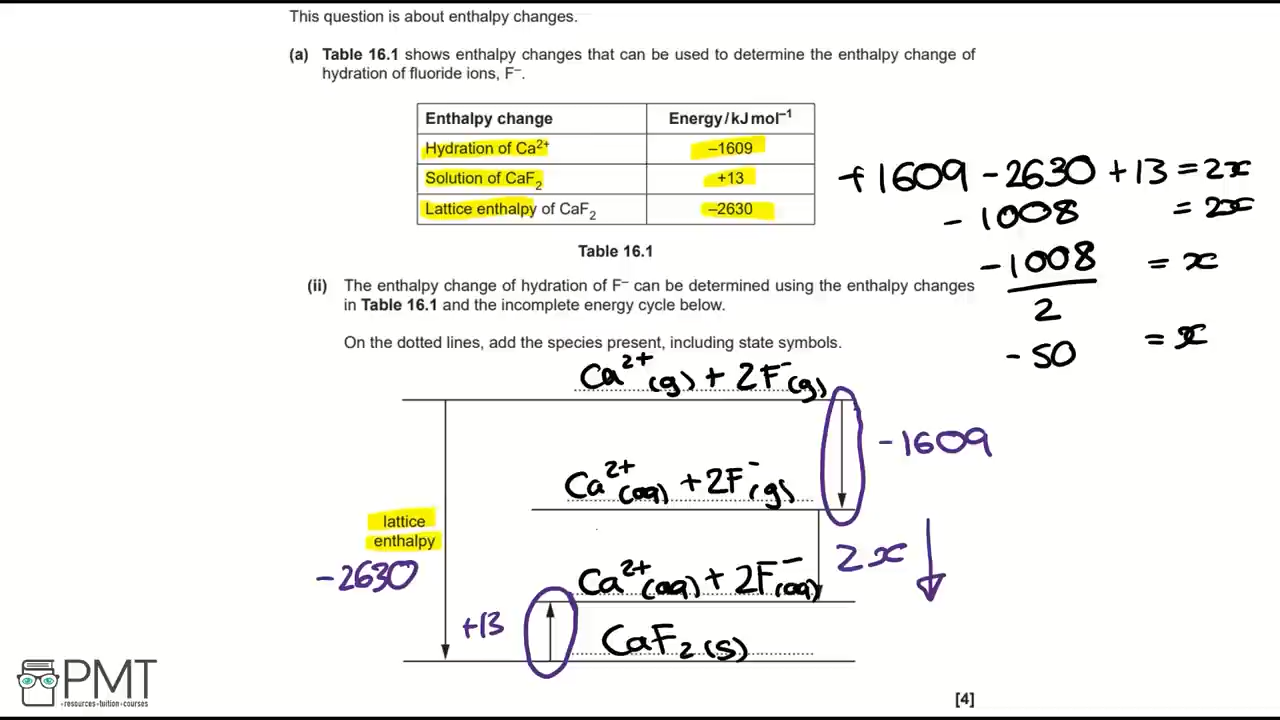 This question is about enthalpy changes.
(a) Table 16.1 shows enthalpy changes that can be used to determine the enthalpy change of
hydration of fluoride ions, F⁻.
Enthalpy change Energy/kJ mol⁻¹
Hydration of Ca²⁺ –1609
Solution of CaF₂ +13
Lattice enthalpy of CaF₂ –2630
Table 16.1
+1609 - 2630 + 13 = 2x
-1008 = 2x
-1008 = x
2
-50 = x
(ii) The enthalpy change of hydration of F⁻ can be determined using the enthalpy changes
in Table 16.1 and the incomplete energy cycle below.
On the dotted lines, add the species present, including state symbols.
Ca²⁺(g) + 2F⁻(g)
-1609
Ca²⁺(aq) + 2F⁻(g)
lattice
enthalpy
-2630
2x
Ca²⁺(aq) + 2F⁻(aq)
+13
CaF₂(s)
[4]
PMT
•resources•tuition•courses